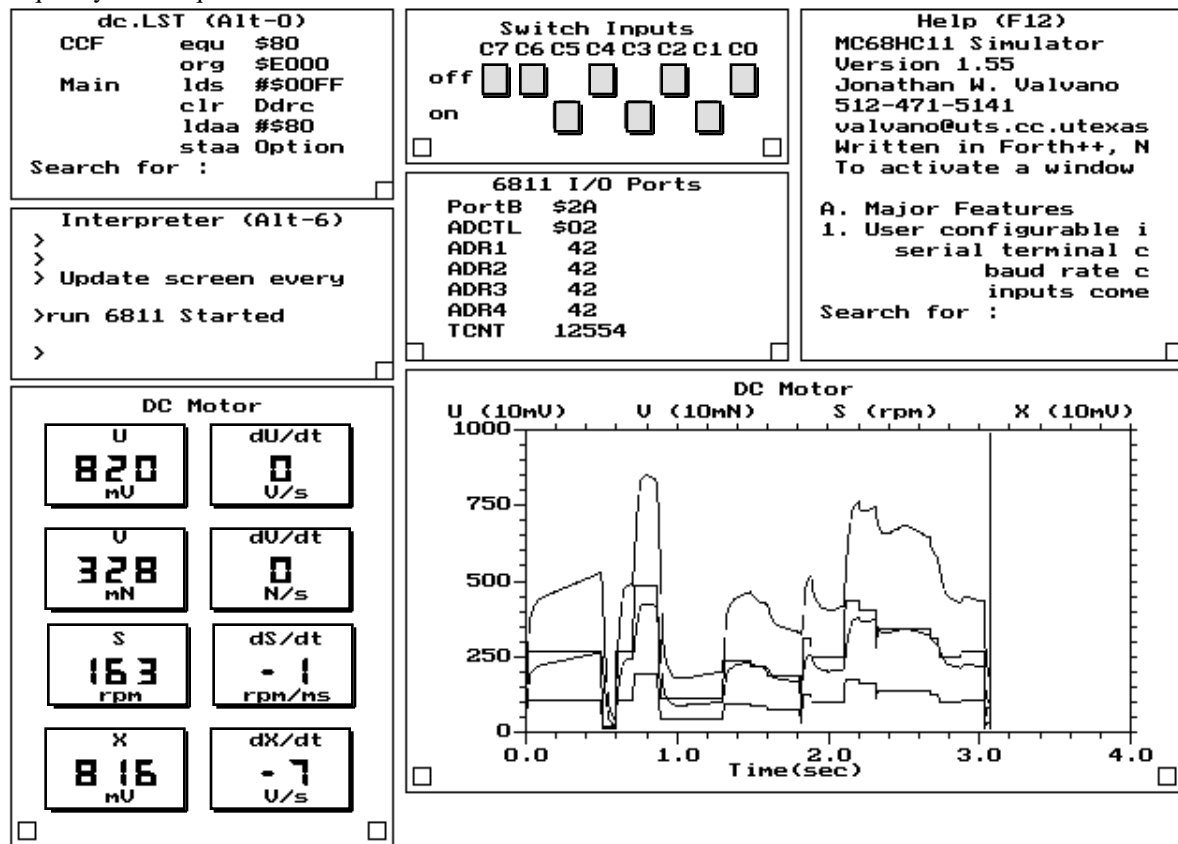 dc.LST (Alt-0)
CCF equ $80
org $E000
Main lds #$00FF
clr Ddrc
ldaa #$80
staa Option
Search for :
Interpreter (Alt-6)
>
>
> Update screen every
>run 6811 Started
>
DC Motor
U
820
mV
dU/dt
0
V/s
V
328
mN
dV/dt
0
N/s
S
163
rpm
dS/dt
- 1
rpm/ms
X
816
mV
dX/dt
- 7
V/s
Switch Inputs
C7 C6 C5 C4 C3 C2 C1 C0
off
on
6811 I/O Ports
PortB $2A
ADCTL $02
ADR1 42
ADR2 42
ADR3 42
ADR4 42
TCNT 12554
Help (F12)
MC68HC11 Simulator
Version 1.55
Jonathan W. Valvano
512-471-5141
valvano@uts.cc.utexas
Written in Forth++, N
To activate a window
A. Major Features
1. User configurable i
serial terminal c
baud rate c
inputs come
Search for :
DC Motor
U (10mV) V (10mN) S (rpm) X (10mV)
1000
750
500
250
0
0.0 1.0 2.0 3.0 4.0
Time(sec)